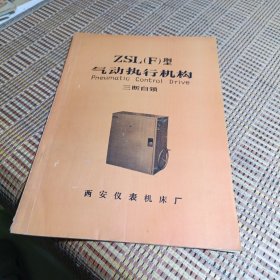 ZSL(F)型
气动执行机构
Pneumatic Control Drive
三断自锁
西安仪表机床厂